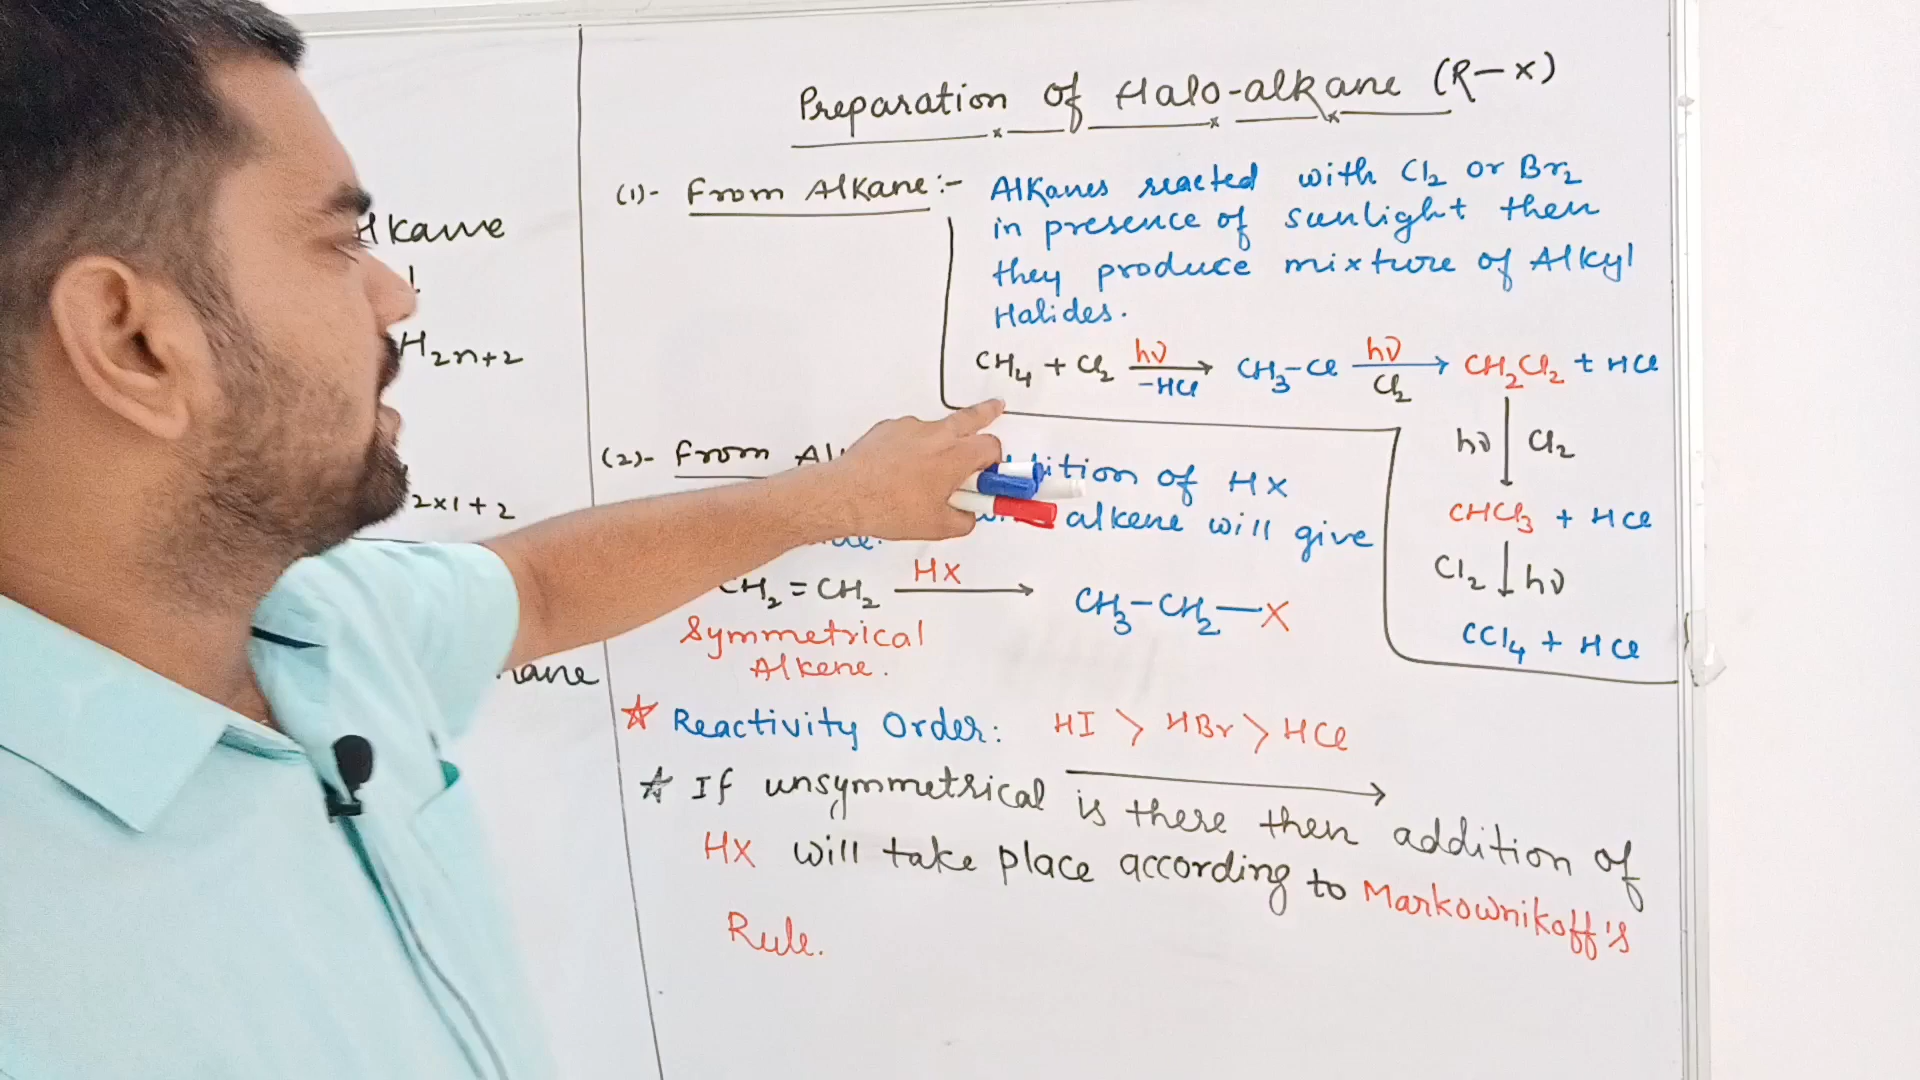 Alkane
H2n+2
2x1+2
Preparation of Halo-alkane (R-X)
(1)- From Alkane:- Alkanes reacted with Cl2 or Br2
in presence of sunlight then
they produce mixture of Alkyl
Halides.
CH4 + Cl2 hν → -HCl CH3-Cl hν → Cl2 CH2Cl2 + HCl
hν ↓ Cl2
CHCl3 + HCl
Cl2 ↓ hν
CCl4 + HCl
(2)- From of HX
alkene will give
CH2=CH2 HX → CH3-CH2-X
Symmetrical
Alkene.
☆ Reactivity Order: HI > HBr > HCl
☆ If unsymmetrical is there then addition of
HX will take place according to Markownikoff's
Rule.